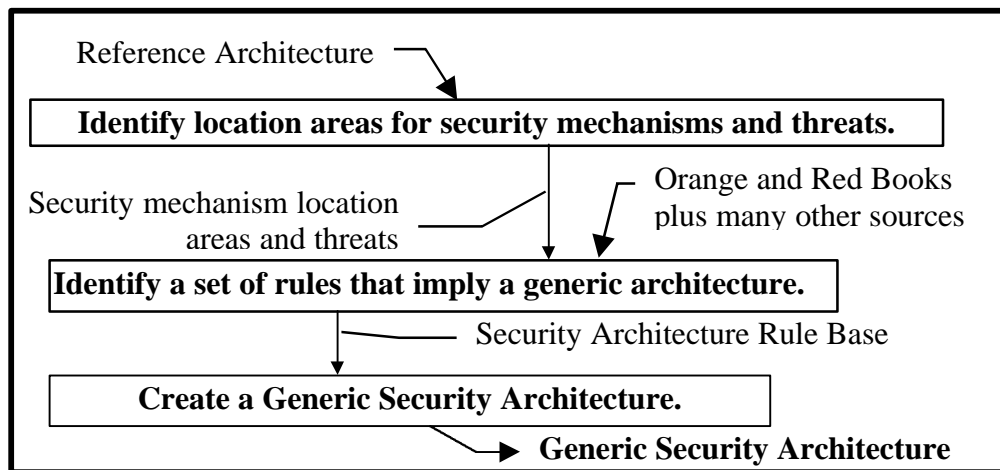 Reference Architecture
Identify location areas for security mechanisms and threats.
Security mechanism location
areas and threats
Orange and Red Books
plus many other sources
Identify a set of rules that imply a generic architecture.
Security Architecture Rule Base
Create a Generic Security Architecture.
Generic Security Architecture